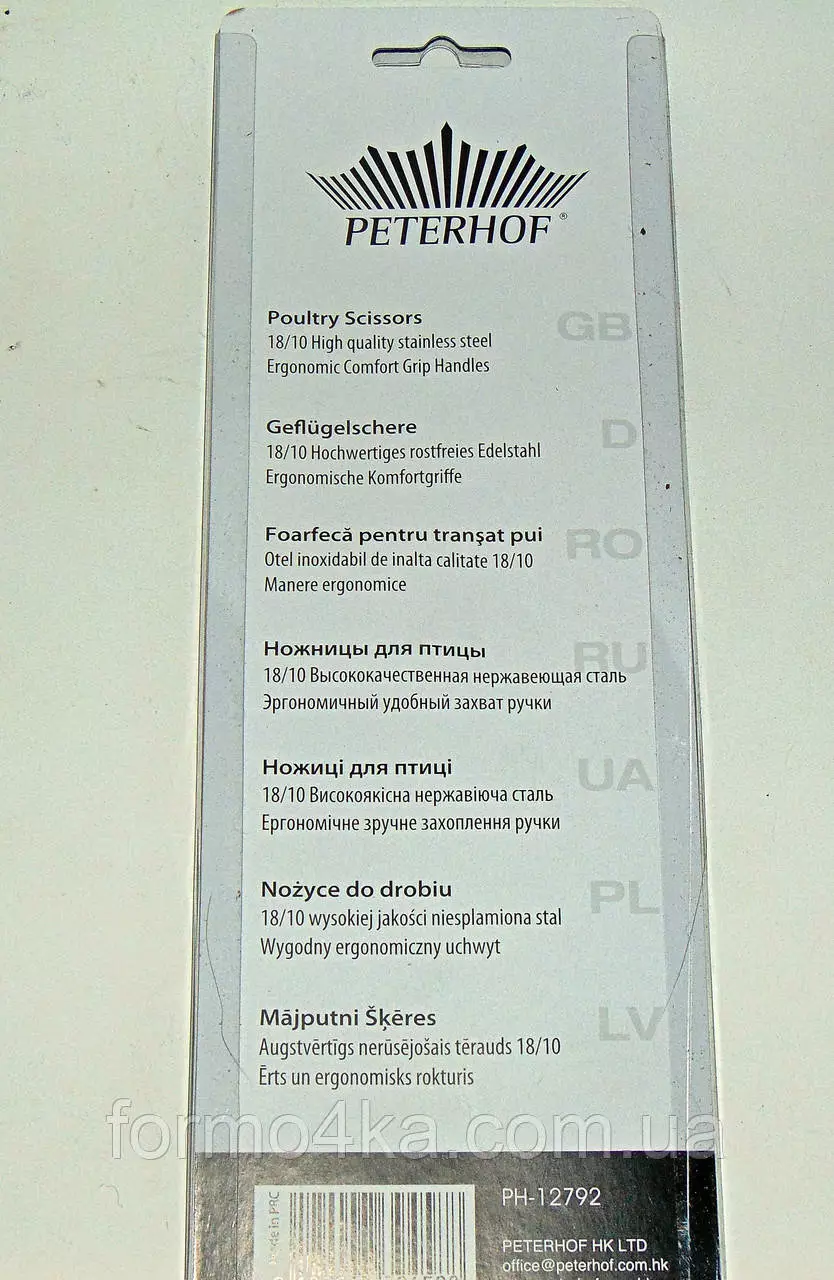 PETERHOF®
Poultry Scissors
GB
18/10 High quality stainless steel
Ergonomic Comfort Grip Handles
Geflügelschere
D
18/10 Hochwertiges rostfreies Edelstahl
Ergonomische Komfortgriffe
Foarfecă pentru tranşat pui
RO
Otel inoxidabil de inalta calitate 18/10
Manere ergonomice
Ножницы для птицы
RU
18/10 Высококачественная нержавеющая сталь
Эргономичный удобный захват ручки
Ножиці для птиці
UA
18/10 Високоякісна нержавіюча сталь
Ергономічне зручне захоплення ручки
Nożyce do drobiu
PL
18/10 wysokiej jakości niesplamiona stal
Wygodny ergonomiczny uchwyt
Mājputni Šķēres
LV
Augstvērtīgs nerūsējošais tērauds 18/10
Ērts un ergonomisks rokturis
formo4ka.com.ua
Made in PRC
PH-12792
PETERHOF HK LTD
office@peterhof.com.hk